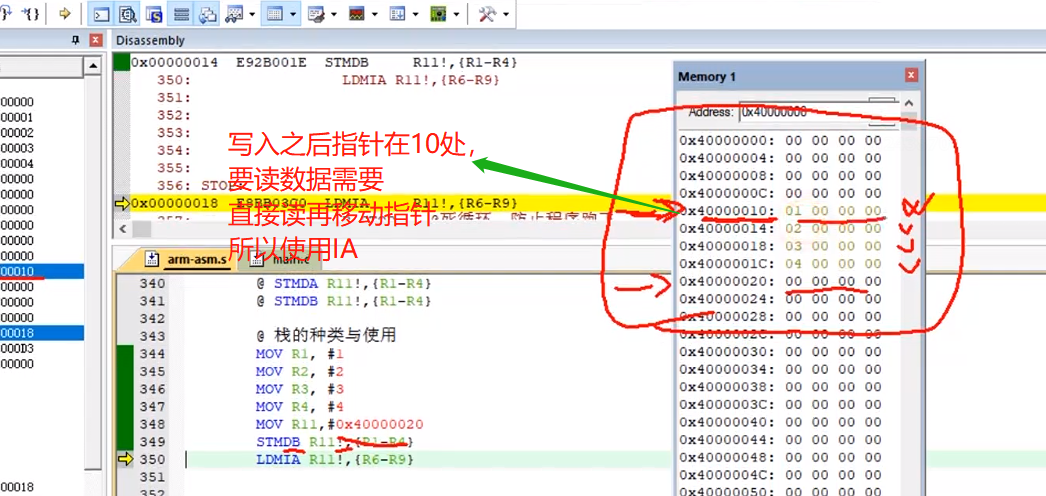 Disassembly
0x00000014 E92B001E STMDB R11!,{R1-R4}
350: LDMIA R11!,{R6-R9}
351:
352:
353:
354:
355:
356: STOP:
0x00000018 E8BB03C0 LDMIA R11!,{R6-R9}
死循环，防止程序跑
写入之后指针在10处，
要读数据需要
直接读再移动指针
所以使用IA
00000
00001
00002
00003
00004
00000
00000
00000
00000
00000
00000
00010
00000
00000
00000
00018
000D3
00000
00018
arm-asm.s
main.c
340 @ STMDA R11!,{R1-R4}
341 @ STMDB R11!,{R1-R4}
342
343 @ 栈的种类与使用
344 MOV R1, #1
345 MOV R2, #2
346 MOV R3, #3
347 MOV R4, #4
348 MOV R11,#0x40000020
349 STMDB R11!,{R1-R4}
350 LDMIA R11!,{R6-R9}
351
352
Memory 1
Address: 0x40000000
0x40000000: 00 00 00 00
0x40000004: 00 00 00 00
0x40000008: 00 00 00 00
0x4000000C: 00 00 00 00
0x40000010: 01 00 00 00
0x40000014: 02 00 00 00
0x40000018: 03 00 00 00
0x4000001C: 04 00 00 00
0x40000020: 00 00 00 00
0x40000024: 00 00 00 00
0x40000028: 00 00 00 00
0x4000002C: 00 00 00 00
0x40000030: 00 00 00 00
0x40000034: 00 00 00 00
0x40000038: 00 00 00 00
0x4000003C: 00 00 00 00
0x40000040: 00 00 00 00
0x40000044: 00 00 00 00
0x40000048: 00 00 00 00
0x4000004C: 00 00 00 00
0x40000050: 00 00 00 00